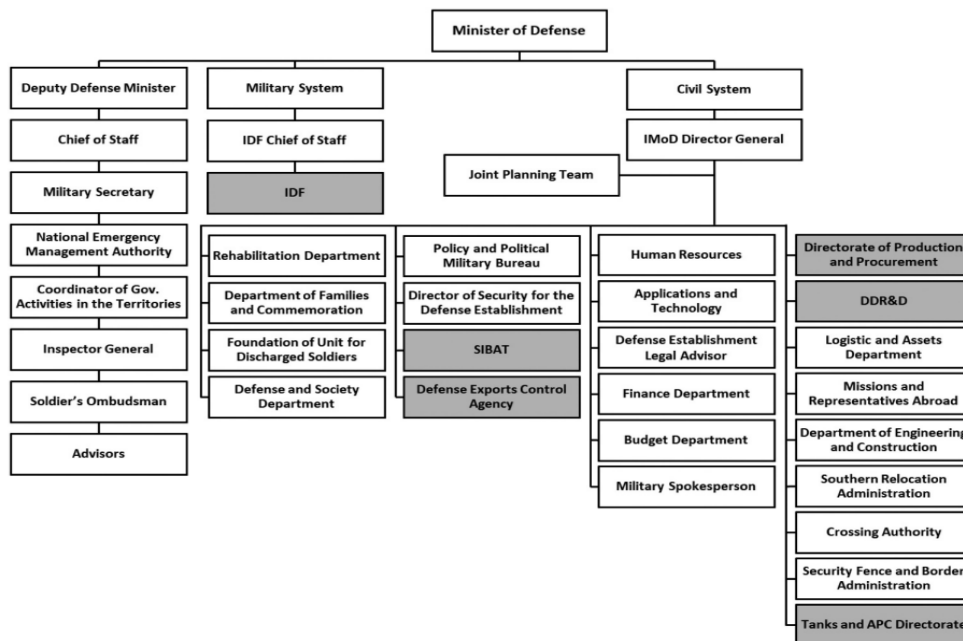 Minister of Defense
Deputy Defense Minister
Military System
Civil System
Chief of Staff
IDF Chief of Staff
IMoD Director General
Joint Planning Team
Military Secretary
IDF
National Emergency
Management Authority
Coordinator of Gov.
Activities in the Territories
Inspector General
Soldier's Ombudsman
Advisors
Rehabilitation Department
Department of Families
and Commemoration
Foundation of Unit for
Discharged Soldiers
Defense and Society
Department
Policy and Political
Military Bureau
Director of Security for the
Defense Establishment
SIBAT
Defense Exports Control
Agency
Human Resources
Applications and
Technology
Defense Establishment
Legal Advisor
Finance Department
Budget Department
Military Spokesperson
Directorate of Production
and Procurement
DDR&D
Logistic and Assets
Department
Missions and
Representatives Abroad
Department of Engineering
and Construction
Southern Relocation
Administration
Crossing Authority
Security Fence and Border
Administration
Tanks and APC Directorate